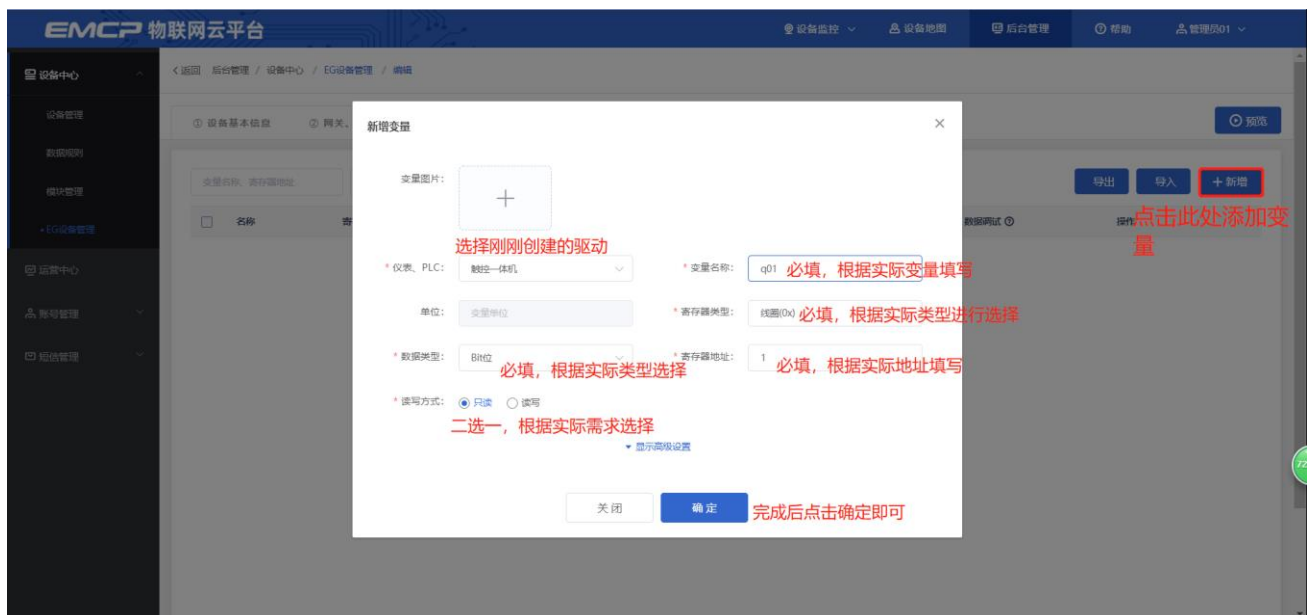 EMCP 物联网云平台
设备监控
设备地图
后台管理
帮助
管理员01
设备中心
<返回 后台管理 / 设备中心 / EG设备管理 / 编辑
设备管理
① 设备基本信息
② 网关、
新增变量
预览
数据规则
变量名称、寄存器地址
变量图片:
导出
导入
+ 新增
模块管理
名称
寄
选择刚刚创建的驱动
数据调试
操作
点击此处添加变
量
EG设备管理
* 仪表、PLC:
触控一体机
* 变量名称:
q01
必填，根据实际变量填写
运营中心
单位:
变量单位
* 寄存器类型:
线圈(0x)
必填，根据实际类型进行选择
账号管理
* 数据类型:
Bit位
必填，根据实际类型选择
* 寄存器地址:
1
必填，根据实际地址填写
短信管理
* 读写方式:
只读
读写
二选一，根据实际需求选择
显示高级设置
关闭
确定
完成后点击确定即可
72